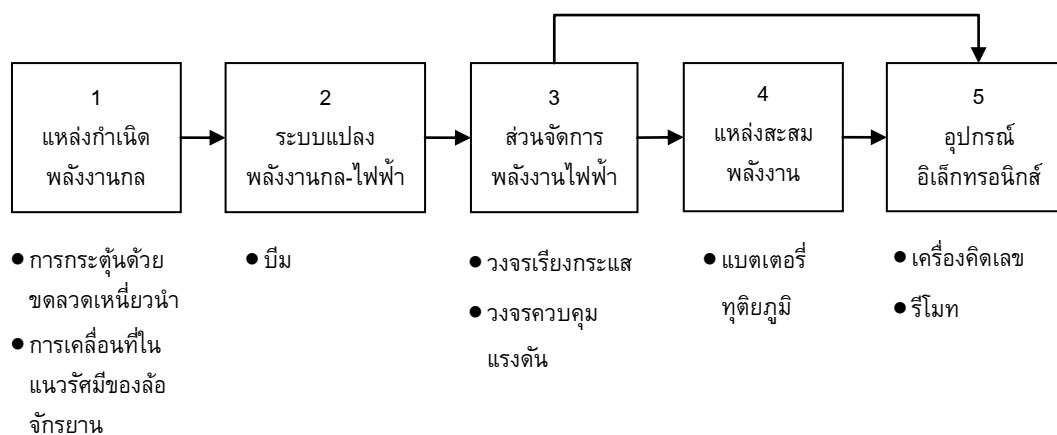 1
แหล่งกำเนิด
พลังงานกล
2
ระบบแปลง
พลังงานกล-ไฟฟ้า
3
ส่วนจัดการ
พลังงานไฟฟ้า
4
แหล่งสะสม
พลังงาน
5
อุปกรณ์
อิเล็กทรอนิกส์
● การกระตุ้นด้วย
ขดลวดเหนี่ยวนำ
● การเคลื่อนที่ใน
แนวรัศมีของล้อ
จักรยาน
● บีม
● วงจรเรียงกระแส
● วงจรควบคุม
แรงดัน
● แบตเตอรี่
ทุติยภูมิ
● เครื่องคิดเลข
● รีโมท